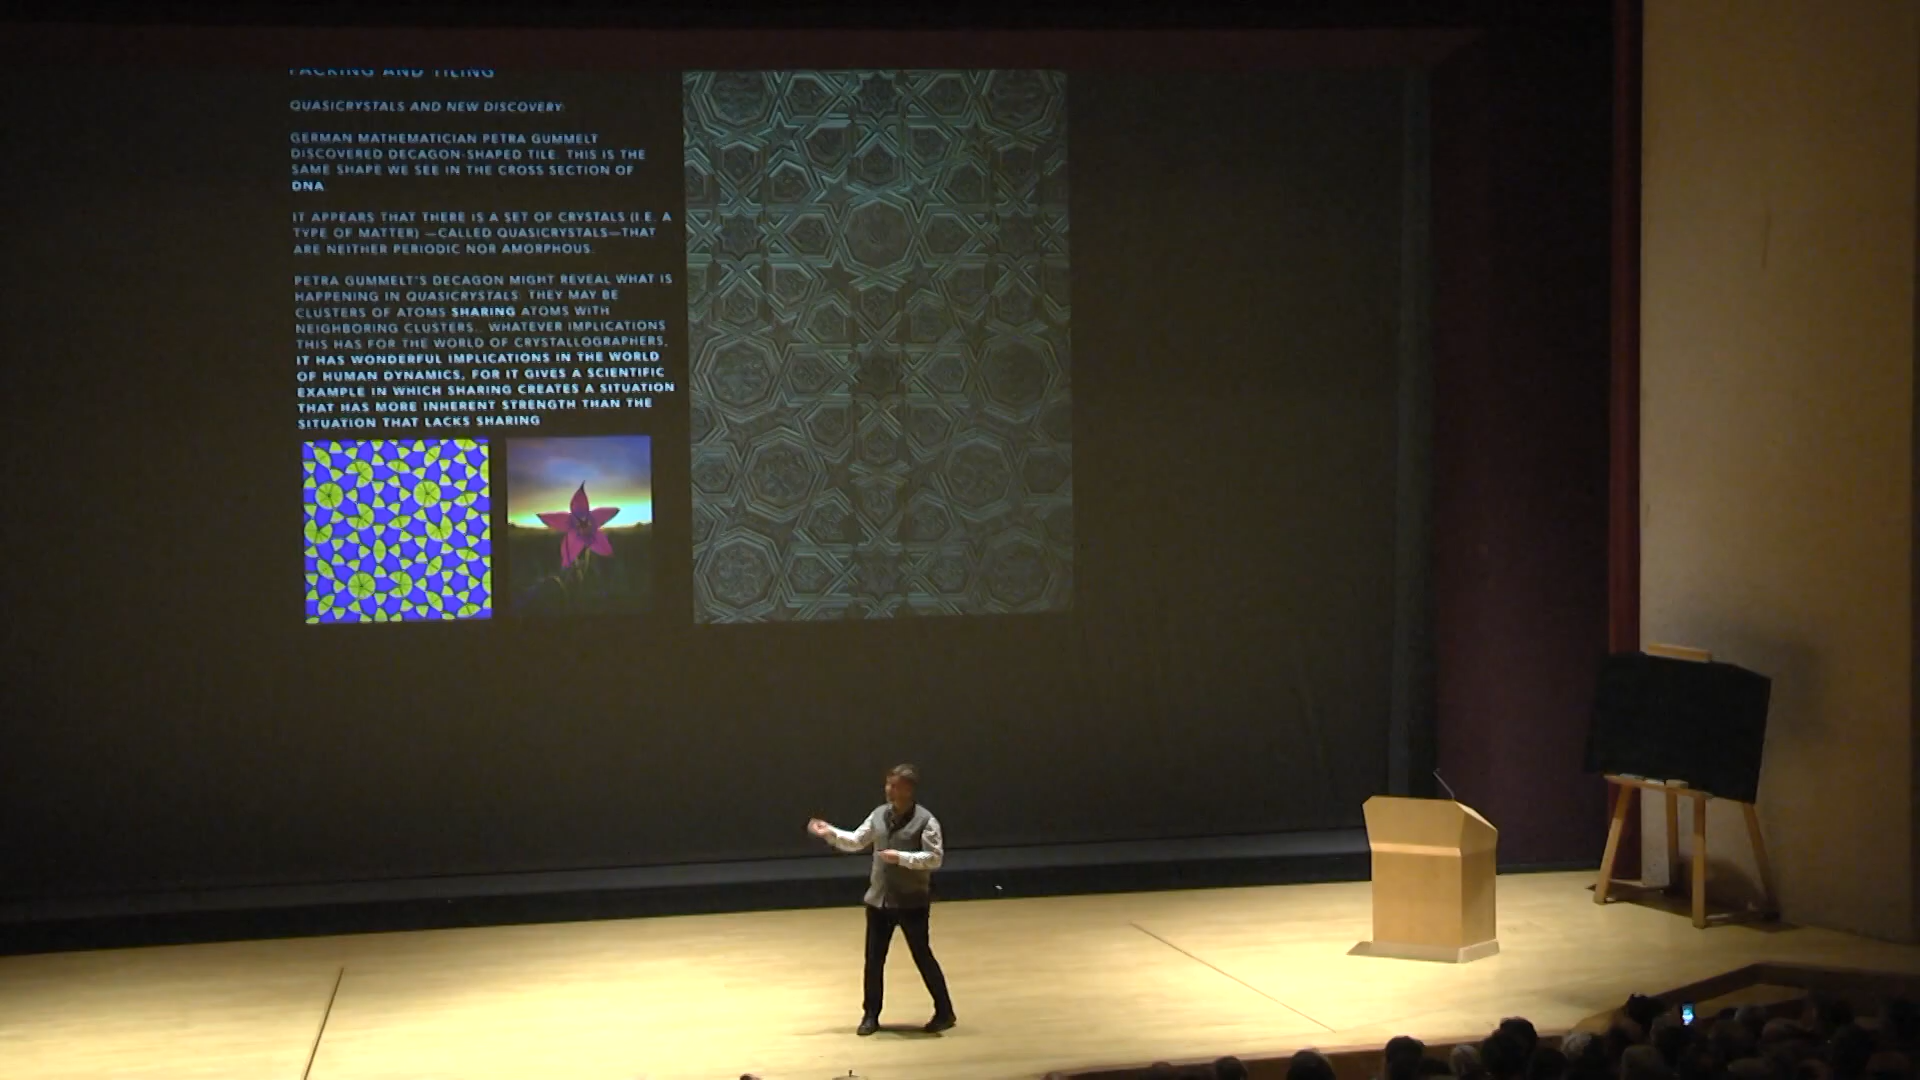 PACKING AND TILING
QUASICRYSTALS AND NEW DISCOVERY:
GERMAN MATHEMATICIAN PETRA GUMMELT
DISCOVERED DECAGON-SHAPED TILE. THIS IS THE
SAME SHAPE WE SEE IN THE CROSS SECTION OF
DNA
IT APPEARS THAT THERE IS A SET OF CRYSTALS (I.E. A
TYPE OF MATTER) —CALLED QUASICRYSTALS—THAT
ARE NEITHER PERIODIC NOR AMORPHOUS.
PETRA GUMMELT'S DECAGON MIGHT REVEAL WHAT IS
HAPPENING IN QUASICRYSTALS. THEY MAY BE
CLUSTERS OF ATOMS SHARING ATOMS WITH
NEIGHBORING CLUSTERS.. WHATEVER IMPLICATIONS
THIS HAS FOR THE WORLD OF CRYSTALLOGRAPHERS,
IT HAS WONDERFUL IMPLICATIONS IN THE WORLD
OF HUMAN DYNAMICS, FOR IT GIVES A SCIENTIFIC
EXAMPLE IN WHICH SHARING CREATES A SITUATION
THAT HAS MORE INHERENT STRENGTH THAN THE
SITUATION THAT LACKS SHARING